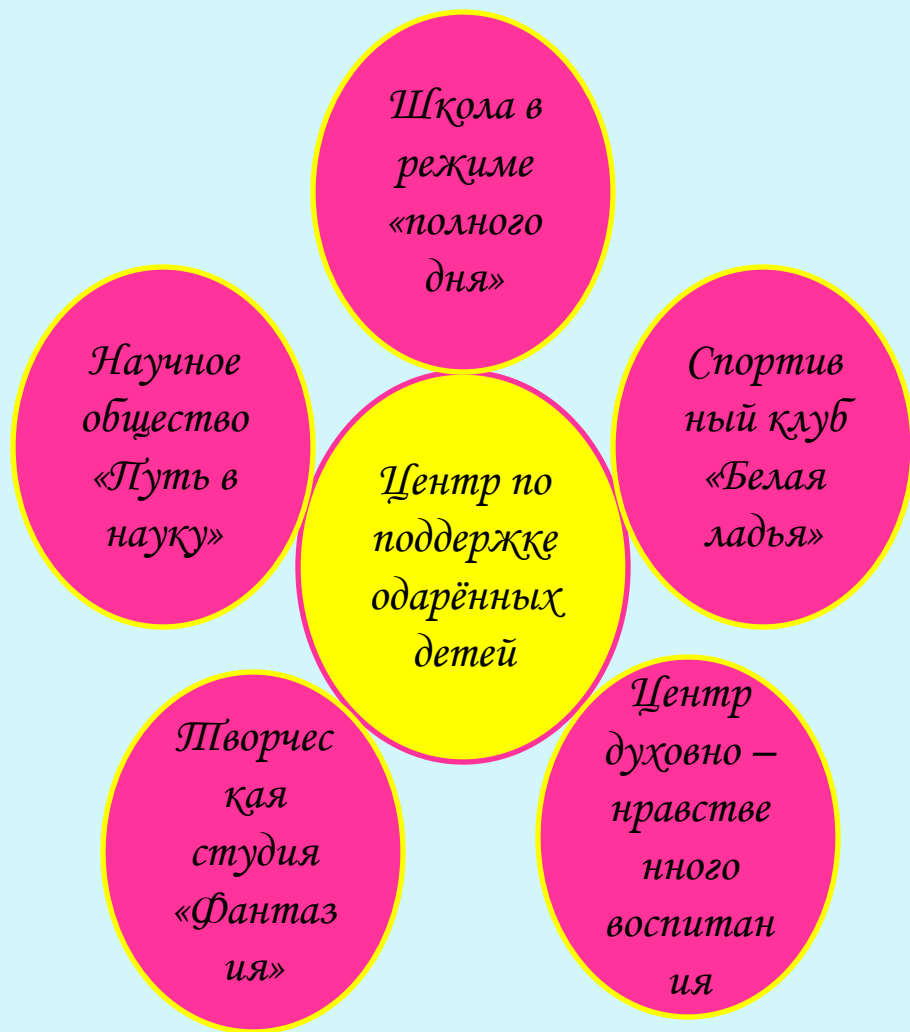 Школа в
режиме
«полного
дня»
Научное
общество
«Путь в
науку»
Спортив
ный клуб
«Белая
ладья»
Центр по
поддержке
одарённых
детей
Творчес
кая
студия
«Фантаз
ия»
Центр
духовно –
нравстве
нного
воспитан
ия